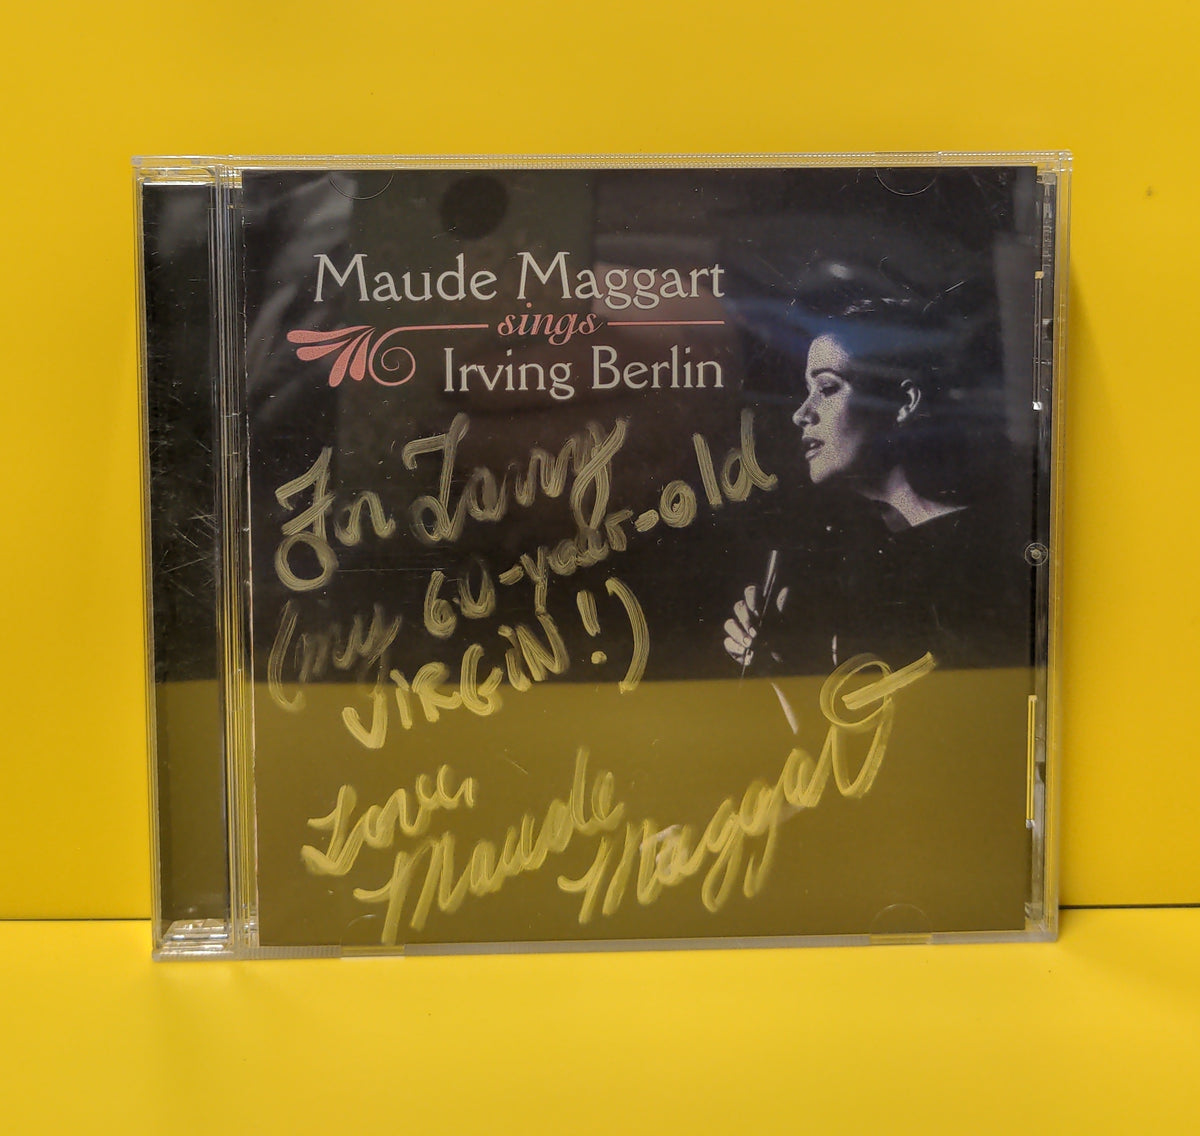 Maude Maggart
sings
Irving Berlin
For Larry
(my 60-year-old
VIRGiN!)
Love,
Maude
Maggart